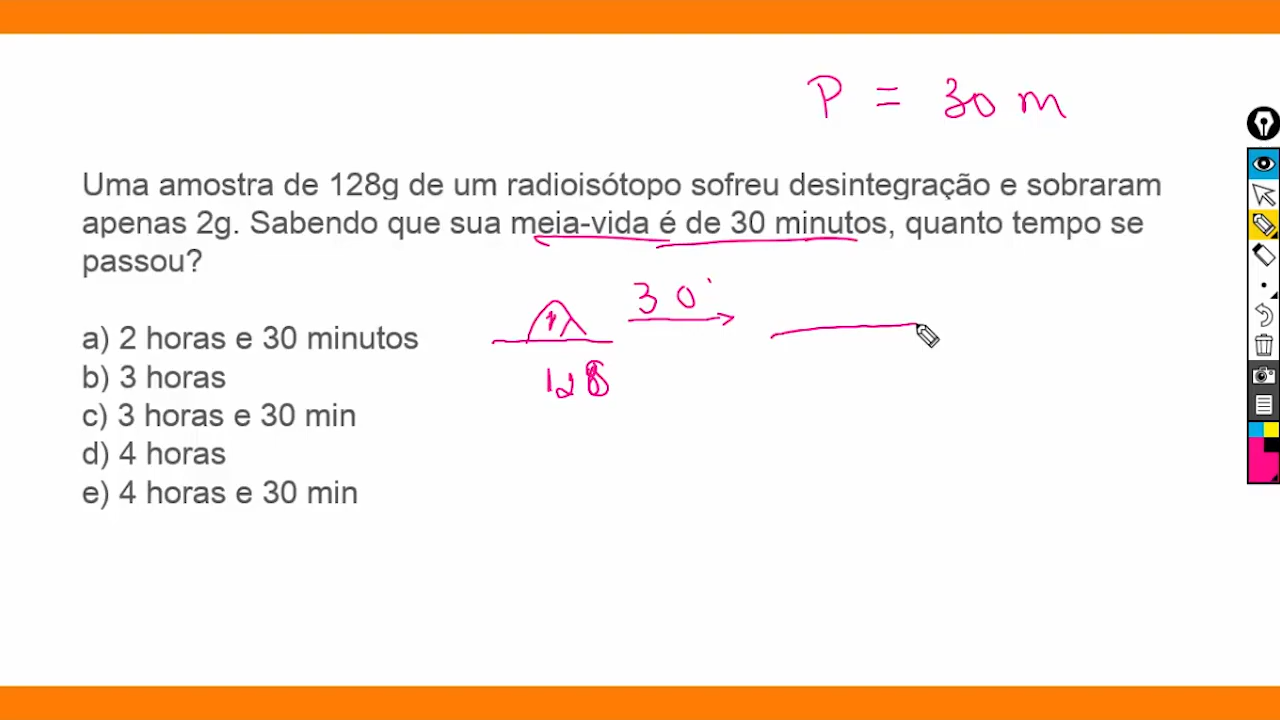 P = 30 m
Uma amostra de 128g de um radioisótopo sofreu desintegração e sobraram
apenas 2g. Sabendo que sua meia-vida é de 30 minutos, quanto tempo se
passou?
30'
128
a) 2 horas e 30 minutos
b) 3 horas
c) 3 horas e 30 min
d) 4 horas
e) 4 horas e 30 min